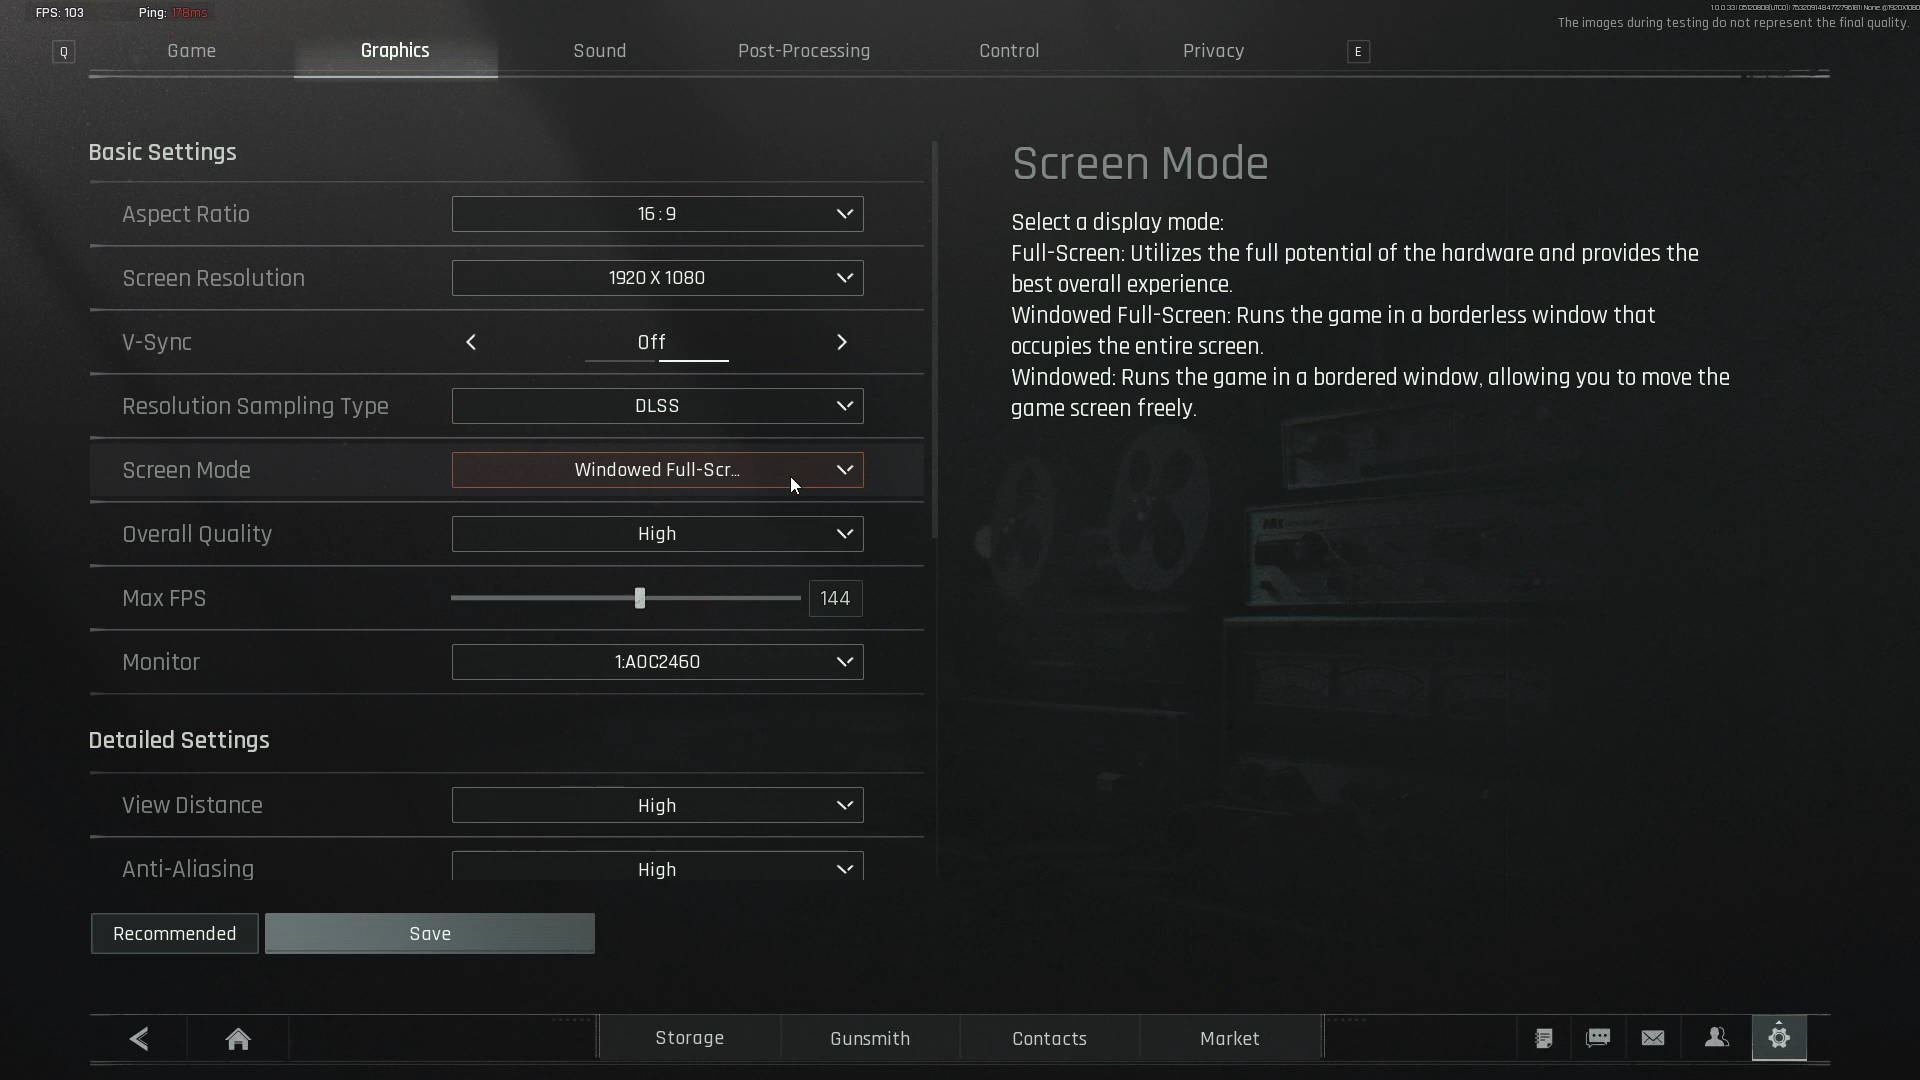 FPS: 103
Ping: 178ms
The images during testing do not represent the final quality.
Q
Game
Graphics
Sound
Post-Processing
Control
Privacy
E
Basic Settings
Aspect Ratio
16 : 9
Screen Resolution
1920 X 1080
V-Sync
Off
Resolution Sampling Type
DLSS
Screen Mode
Windowed Full-Scr...
Overall Quality
High
Max FPS
144
Monitor
1:AOC2460
Detailed Settings
View Distance
High
Anti-Aliasing
High
Recommended
Save
Screen Mode
Select a display mode:
Full-Screen: Utilizes the full potential of the hardware and provides the
best overall experience.
Windowed Full-Screen: Runs the game in a borderless window that
occupies the entire screen.
Windowed: Runs the game in a bordered window, allowing you to move the
game screen freely.
Storage
Gunsmith
Contacts
Market